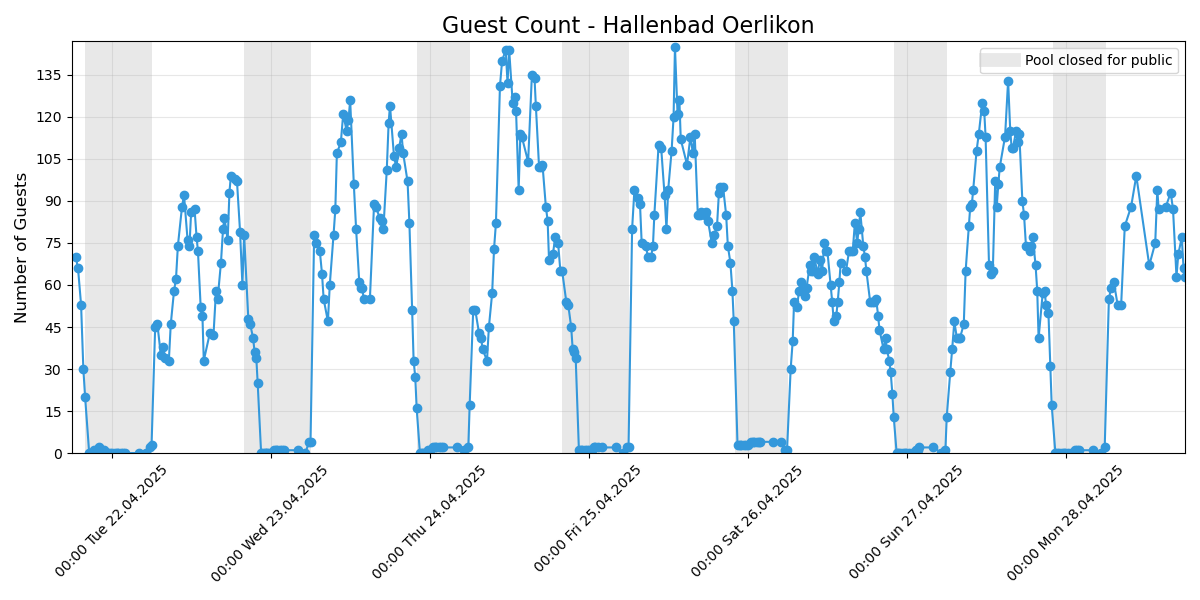 Guest Count - Hallenbad Oerlikon
Pool closed for public
Number of Guests
135
120
105
90
75
60
45
30
15
0
00:00 Tue 22.04.2025
00:00 Wed 23.04.2025
00:00 Thu 24.04.2025
00:00 Fri 25.04.2025
00:00 Sat 26.04.2025
00:00 Sun 27.04.2025
00:00 Mon 28.04.2025